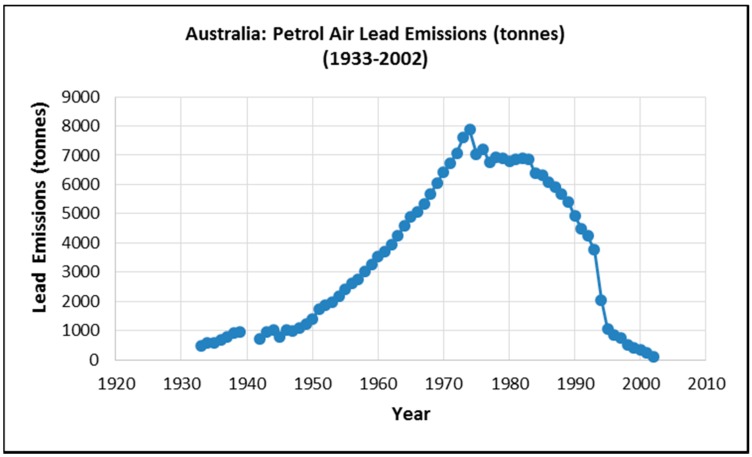 Australia: Petrol Air Lead Emissions (tonnes)
(1933-2002)
Lead Emissions (tonnes)
9000
8000
7000
6000
5000
4000
3000
2000
1000
0
1920 1930 1940 1950 1960 1970 1980 1990 2000 2010
Year